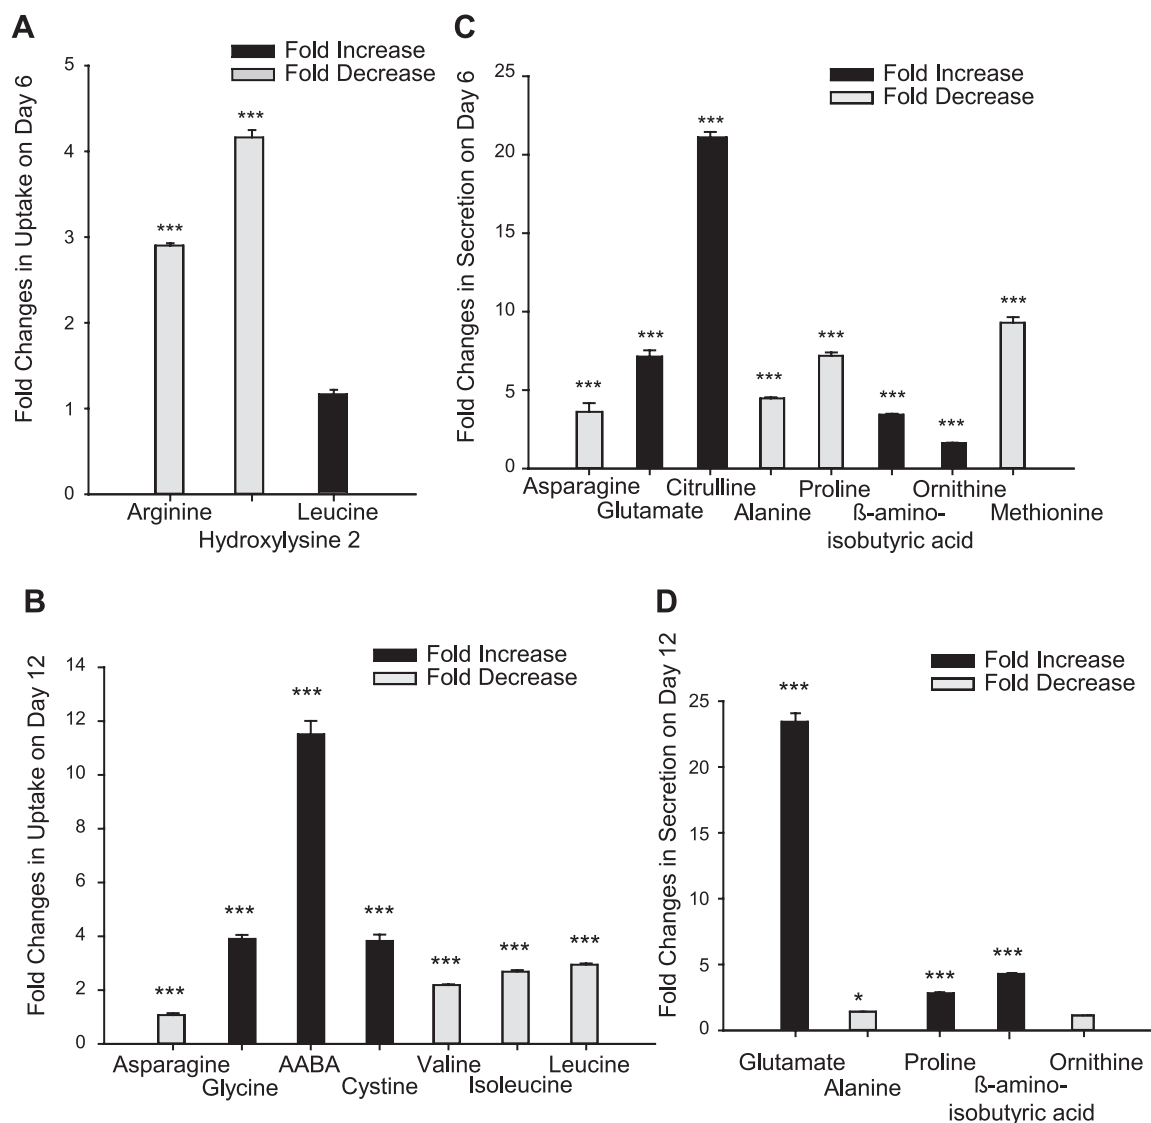 A
Fold Increase
Fold Decrease
Fold Changes in Uptake on Day 6
5
4
3
2
1
0
***
***
Arginine
Leucine
Hydroxylysine 2
C
Fold Increase
Fold Decrease
Fold Changes in Secretion on Day 6
25
20
15
10
5
0
***
***
***
***
***
***
***
***
Asparagine
Citrulline
Proline
Ornithine
Glutamate
Alanine
ß-amino-
Methionine
isobutyric acid
B
Fold Increase
Fold Decrease
Fold Changes in Uptake on Day 12
14
12
10
8
6
4
2
0
***
***
***
***
***
***
***
Asparagine
AABA
Valine
Leucine
Glycine
Cystine
Isoleucine
D
Fold Increase
Fold Decrease
Fold Changes in Secretion on Day 12
25
20
15
10
5
0
***
*
***
***
Glutamate
Proline
Ornithine
Alanine
ß-amino-
isobutyric acid